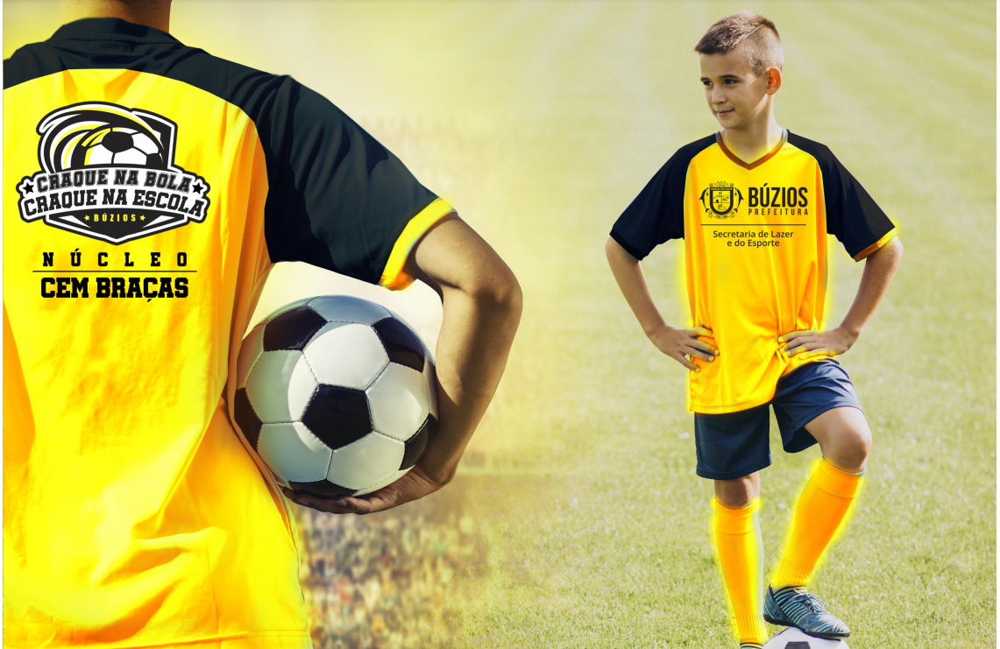 CRAQUE NA BOLA
CRAQUE NA ESCOLA
BÚZIOS
NÚCLEO
CEM BRAÇAS
BÚZIOS
PREFEITURA
Secretaria de Lazer
e do Esporte